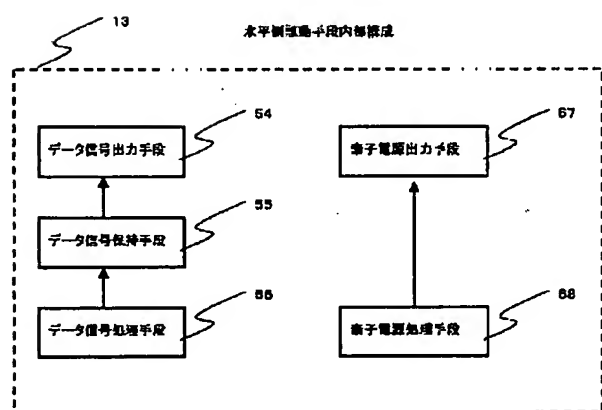 13
水平側駆動手段内部構成
54
57
データ信号出力手段
素子電源出力手段
55
データ信号保持手段
56
58
データ信号処理手段
素子電源処理手段